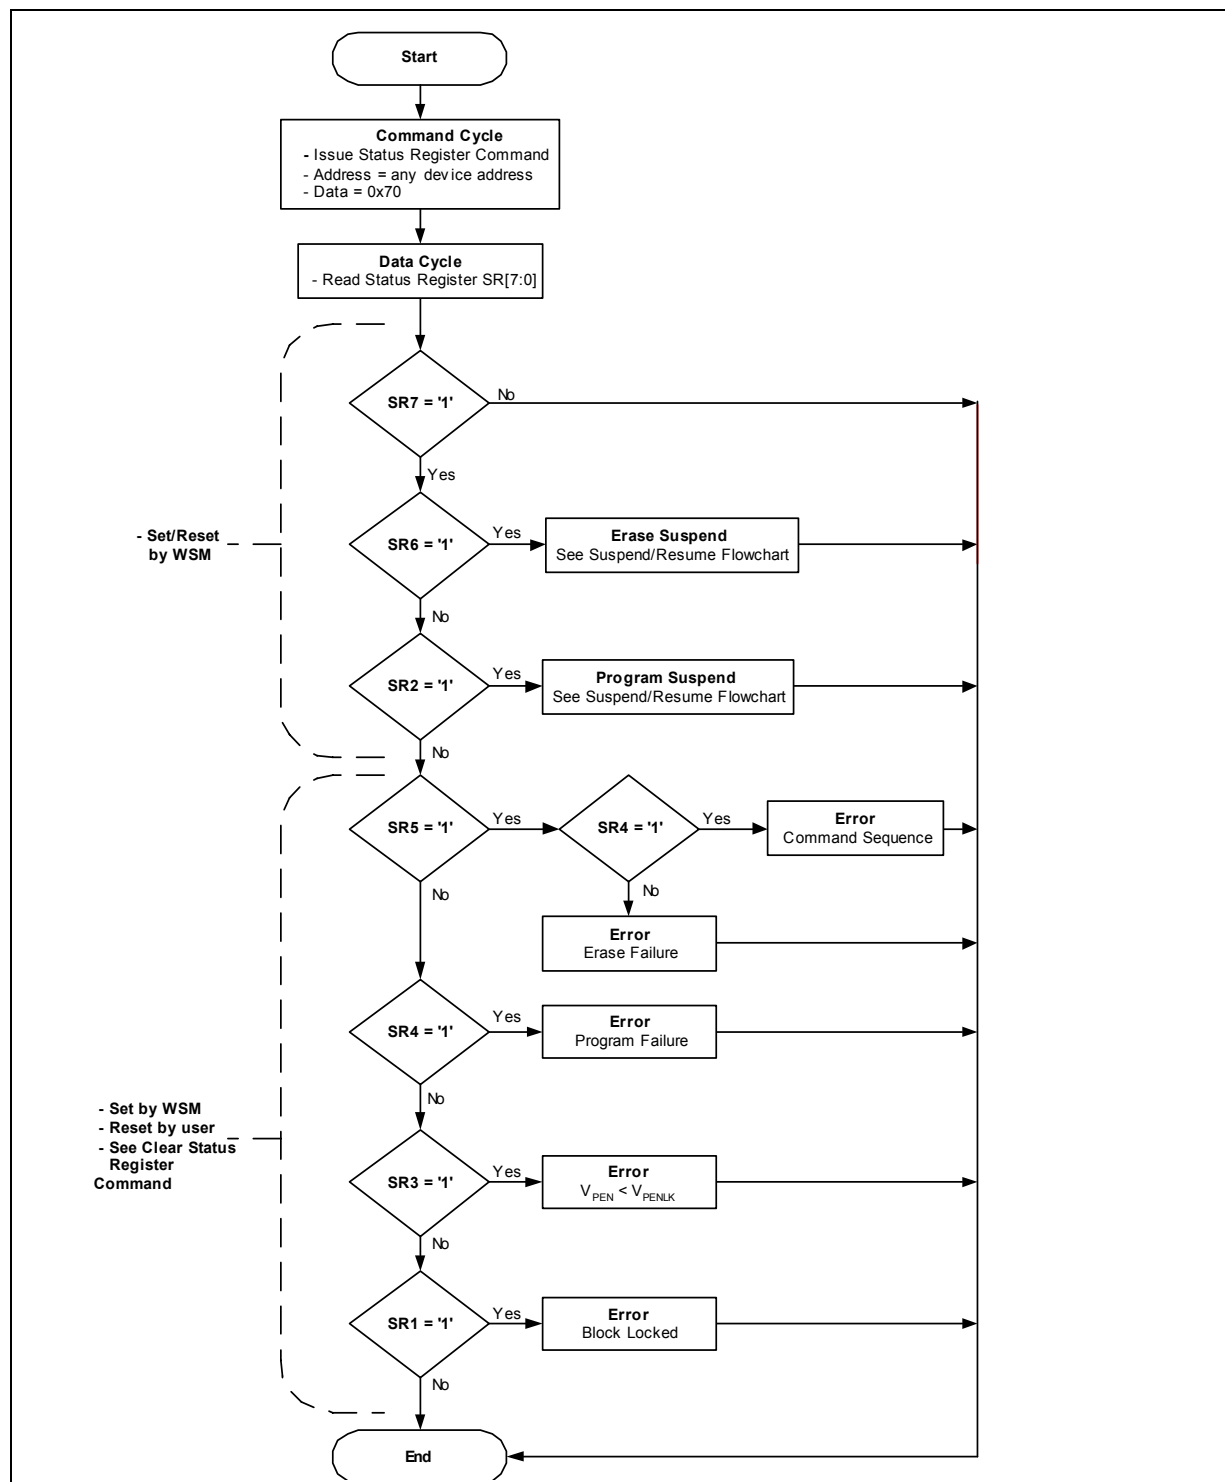 Start
Command Cycle
- Issue Status Register Command
- Address = any device address
- Data = 0x70
Data Cycle
- Read Status Register SR[7:0]
SR7 = '1'
No
Yes
- Set/Reset
by WSM
SR6 = '1'
Yes
Erase Suspend
See Suspend/Resume Flowchart
No
SR2 = '1'
Yes
Program Suspend
See Suspend/Resume Flowchart
No
SR5 = '1'
Yes
SR4 = '1'
Yes
Error
Command Sequence
No
No
Error
Erase Failure
SR4 = '1'
Yes
Error
Program Failure
No
- Set by WSM
- Reset by user
- See Clear Status
Register
Command
SR3 = '1'
Yes
Error
VPEN < VPENLK
No
SR1 = '1'
Yes
Error
Block Locked
No
End